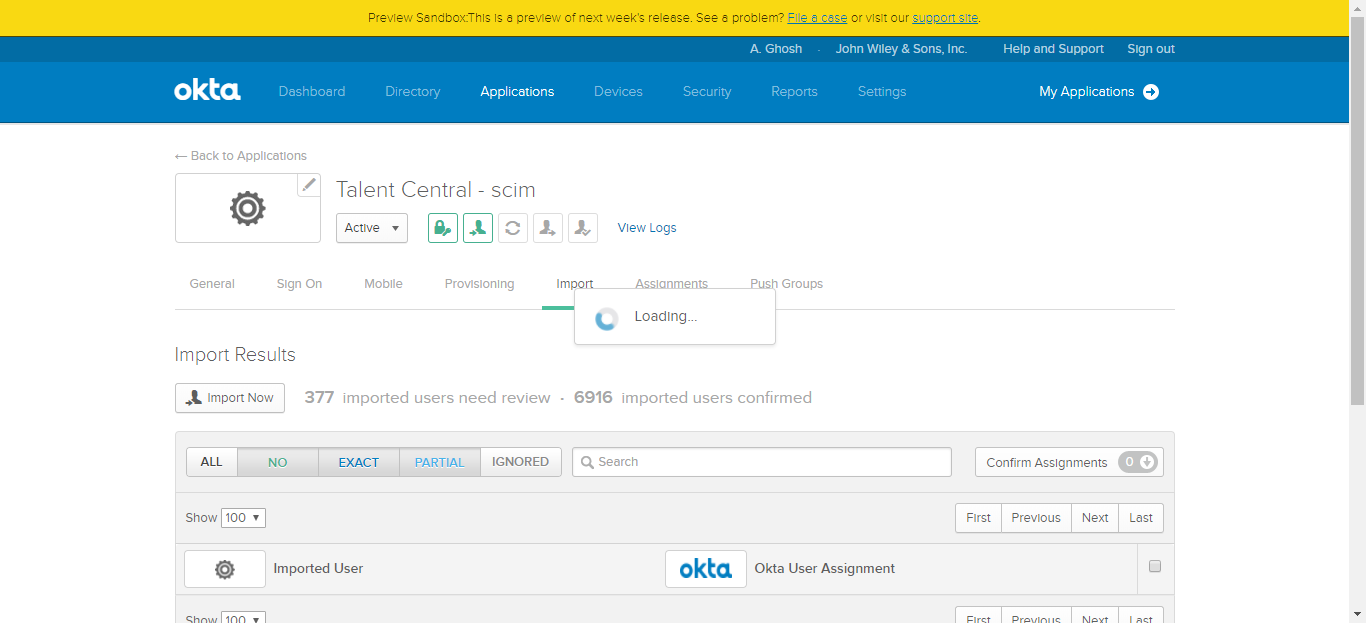 Preview Sandbox:This is a preview of next week's release. See a problem? File a case or visit our support site.
A. Ghosh · John Wiley & Sons, Inc. Help and Support Sign out
okta Dashboard Directory Applications Devices Security Reports Settings My Applications
← Back to Applications
Talent Central - scim
Active View Logs
General Sign On Mobile Provisioning Import Assignments Push Groups
Loading...
Import Results
Import Now 377 imported users need review · 6916 imported users confirmed
ALL NO EXACT PARTIAL IGNORED Search Confirm Assignments 0
Show 100 First Previous Next Last
Imported User okta Okta User Assignment
Show 100 First Previous Next Last